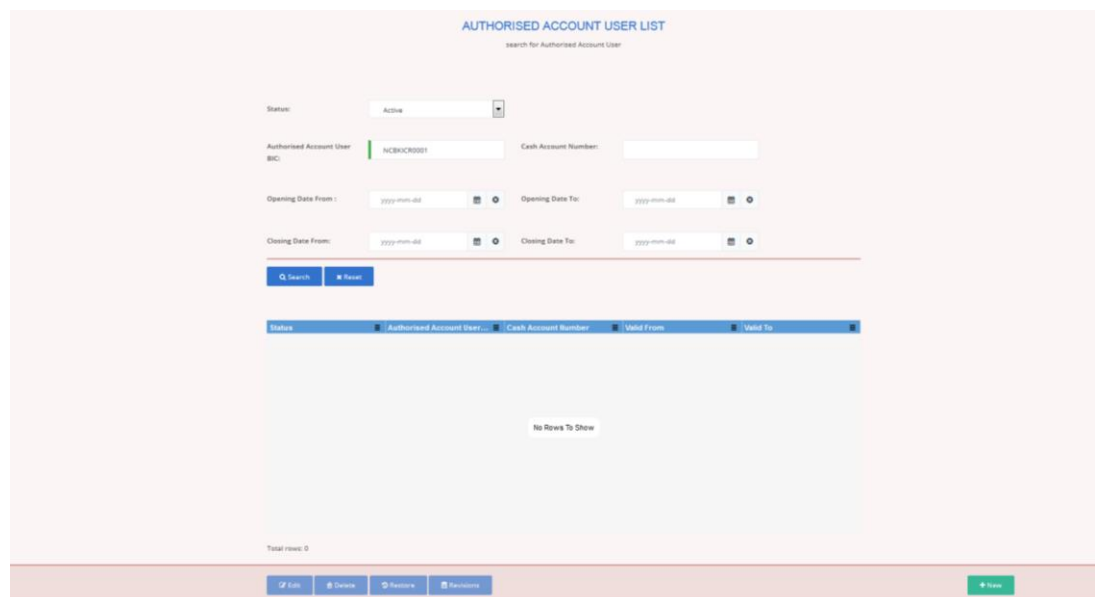 AUTHORISED ACCOUNT USER LIST
search for Authorised Account User
Status:
Active
Authorised Account User
BIC:
NCBKICR0001
Cash Account Number:
Opening Date From :
yyyy-mm-dd
Opening Date To:
yyyy-mm-dd
Closing Date From:
yyyy-mm-dd
Closing Date To:
yyyy-mm-dd
Search
Reset
Status
Authorised Account User...
Cash Account Number
Valid From
Valid To
No Rows To Show
Total rows: 0
Edit
Delete
Restore
Revisions
New